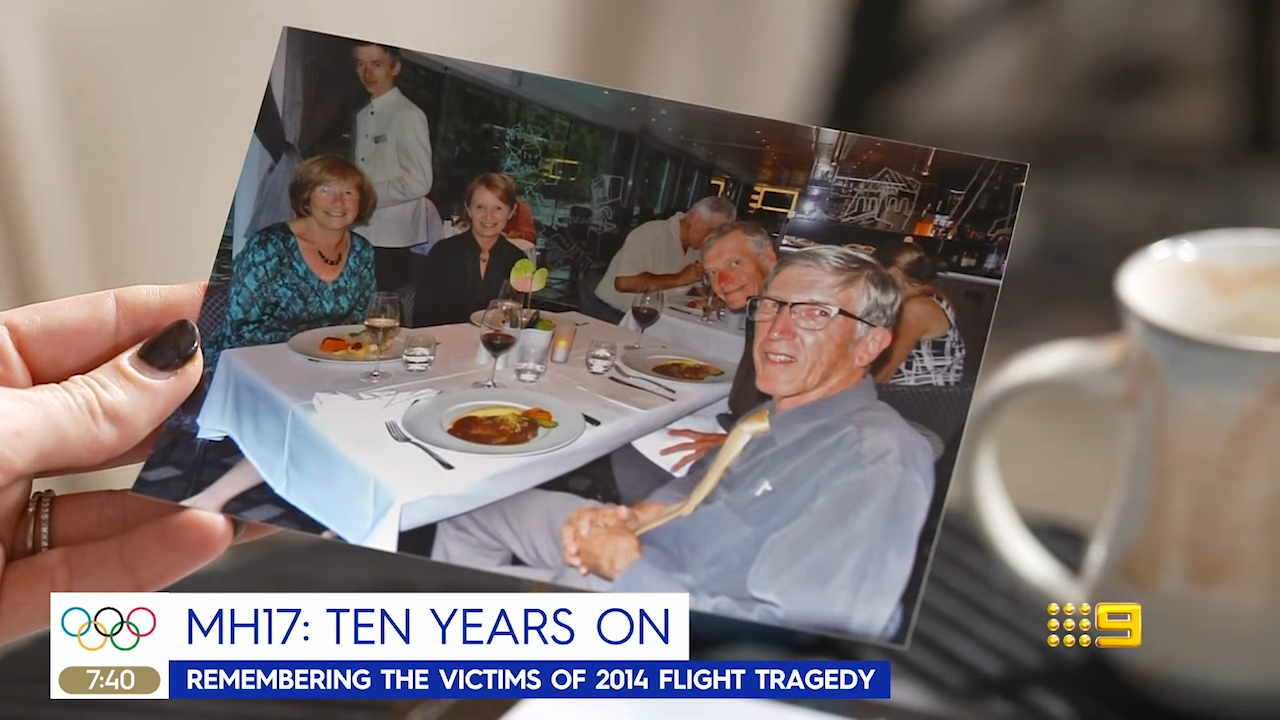 MH17: TEN YEARS ON
7:40
REMEMBERING THE VICTIMS OF 2014 FLIGHT TRAGEDY
9